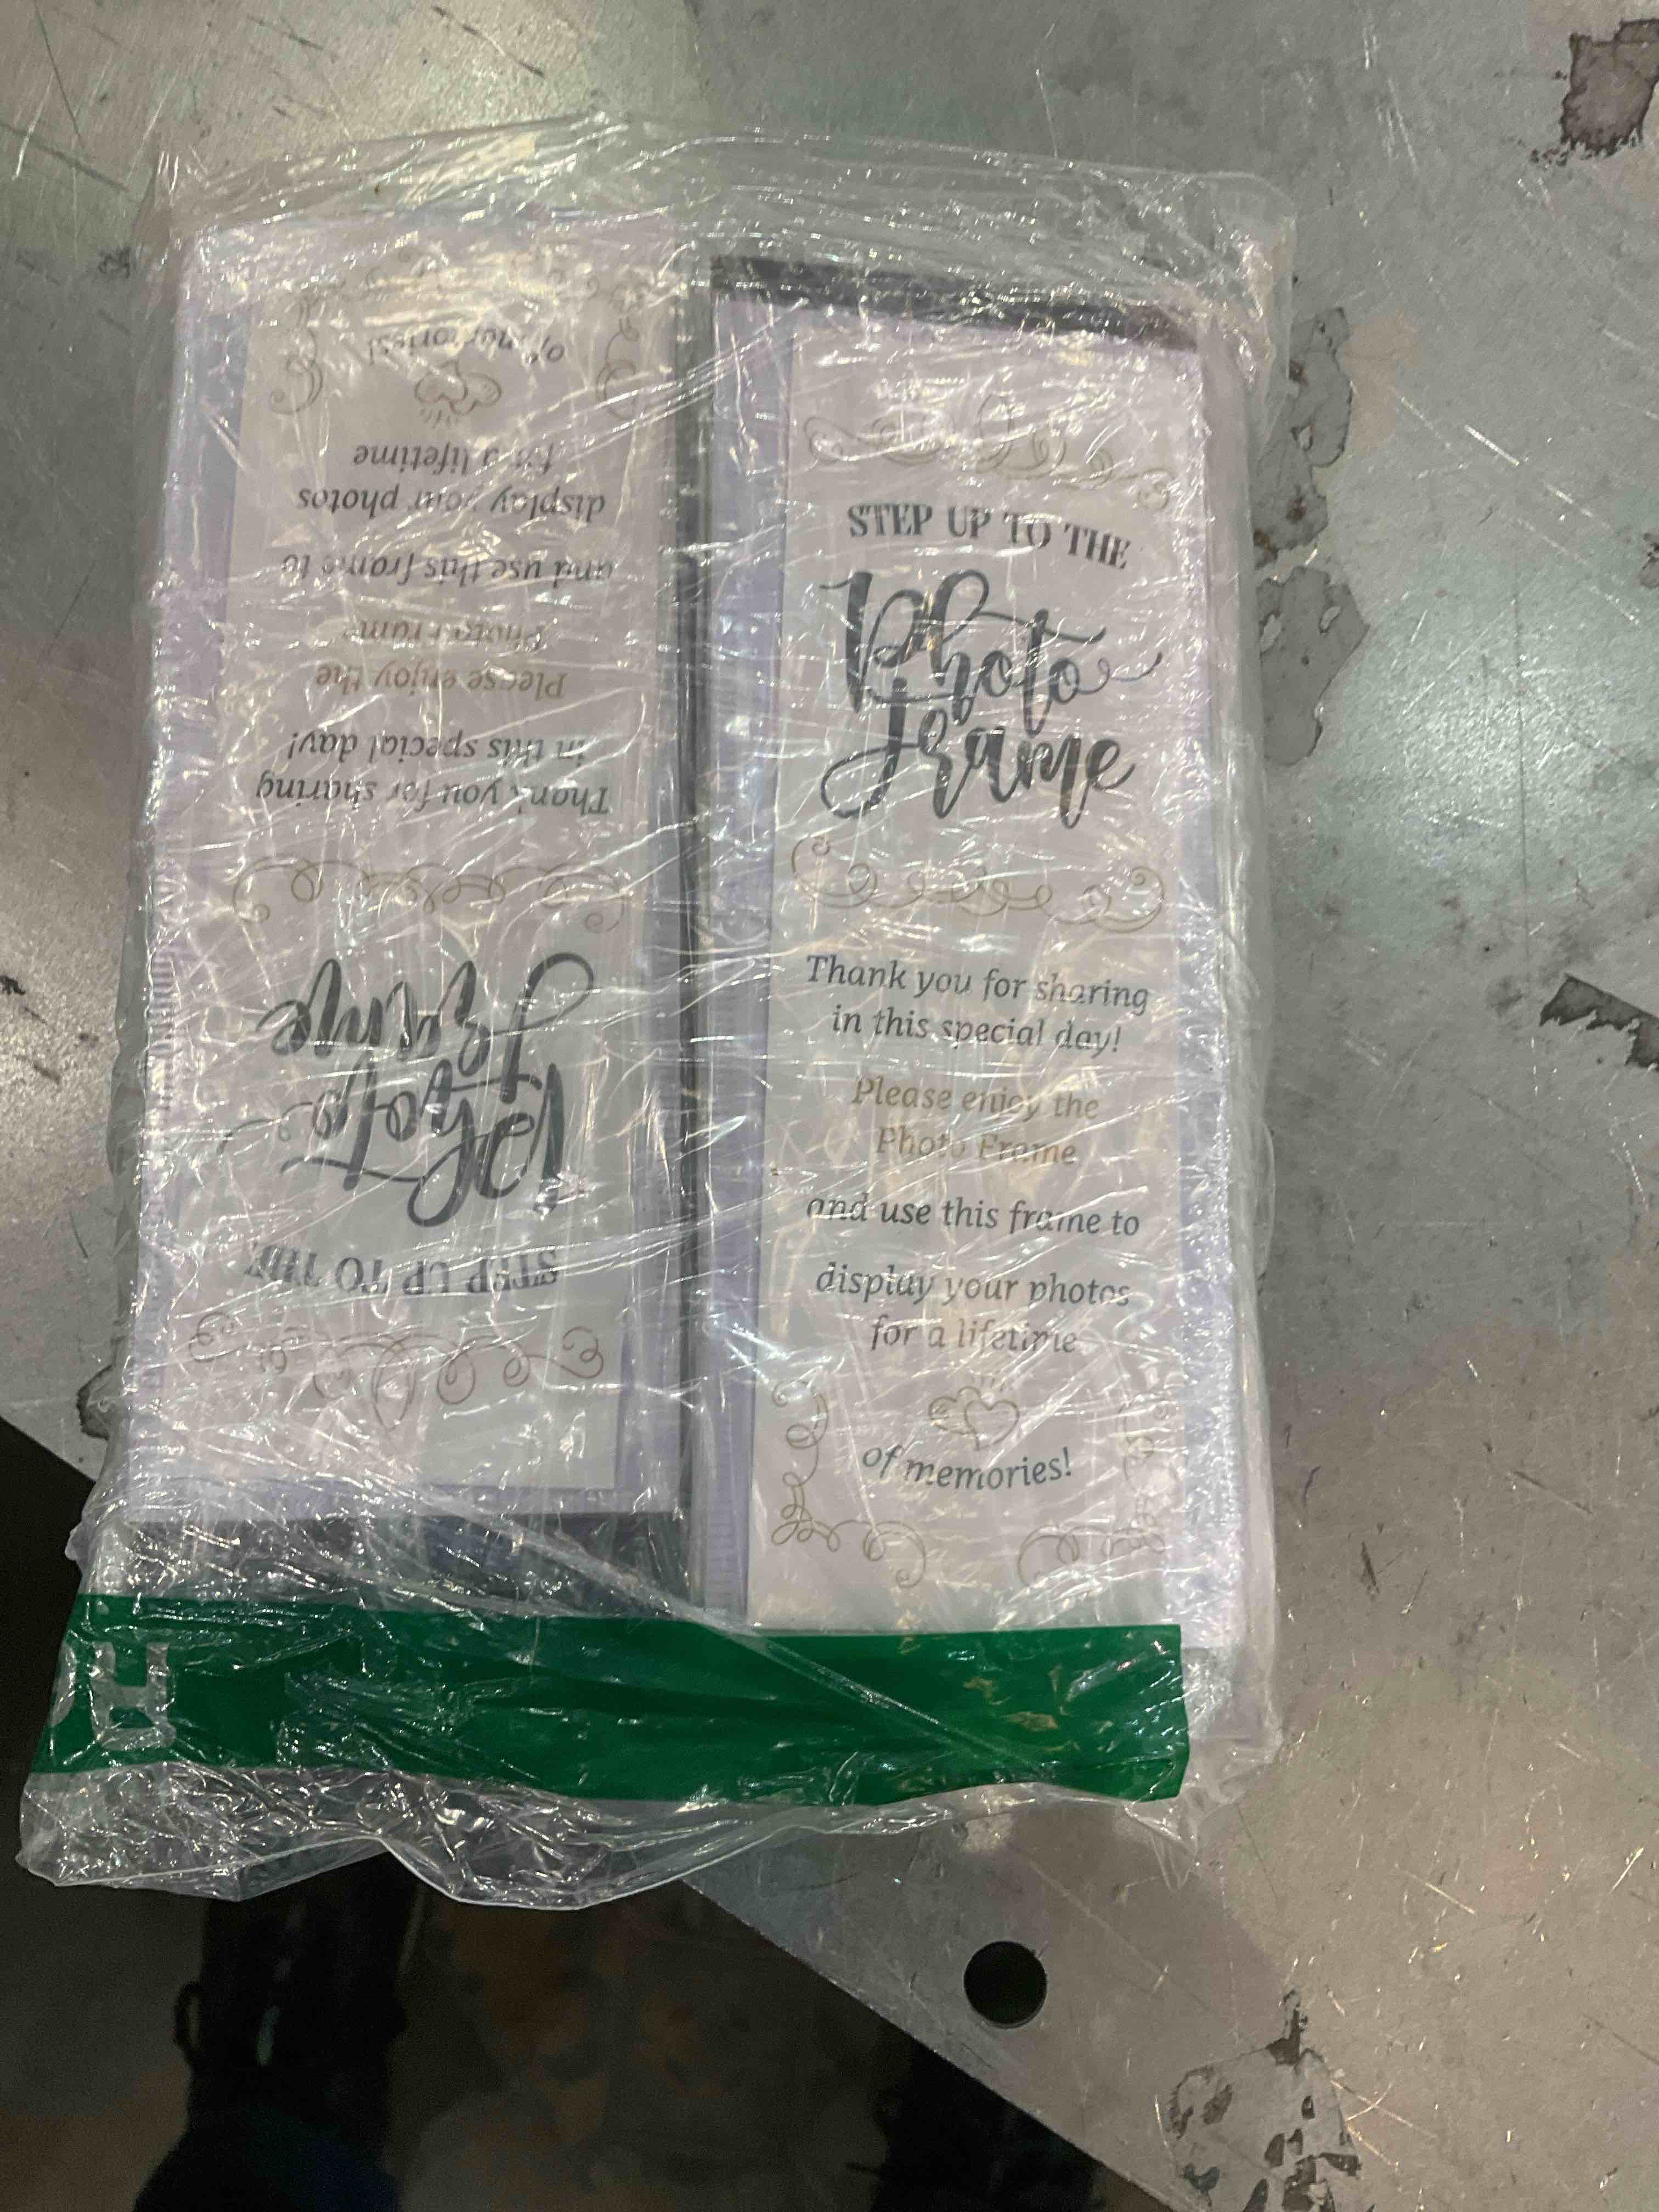 STEP UP TO THE
Photo
Frame
Thank you for sharing
in this special day!
Please enjoy the
Photo Frame
and use this frame to
display your photos
for a lifetime
of memories!
STEP UP TO THE
Photo
Frame
Thank you for sharing
in this special day!
Please enjoy the
Photo Frame
and use this frame to
display your photos
for a lifetime
of memories!